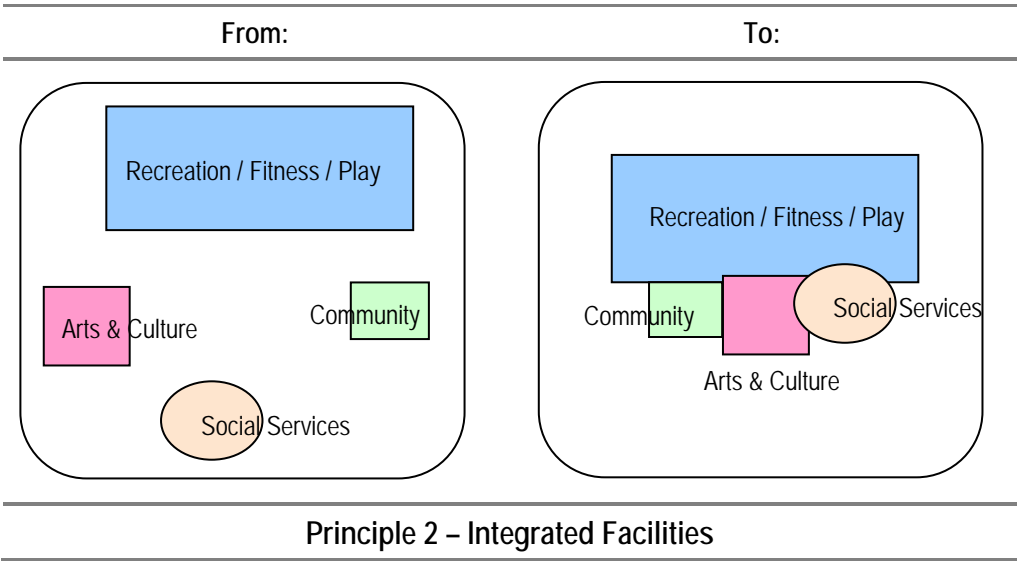 From:
To:
Recreation / Fitness / Play
Arts & Culture
Community
Social Services
Recreation / Fitness / Play
Community
Social Services
Arts & Culture
Principle 2 – Integrated Facilities